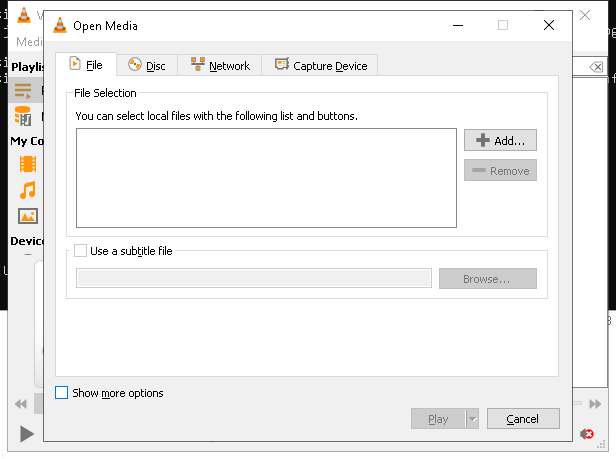 Open Media
Medi
File
Disc
Network
Capture Device
Playlis
File Selection
You can select local files with the following list and buttons.
Add...
Remove
My Co
Device
Use a subtitle file
Browse...
Show more options
Play
Cancel